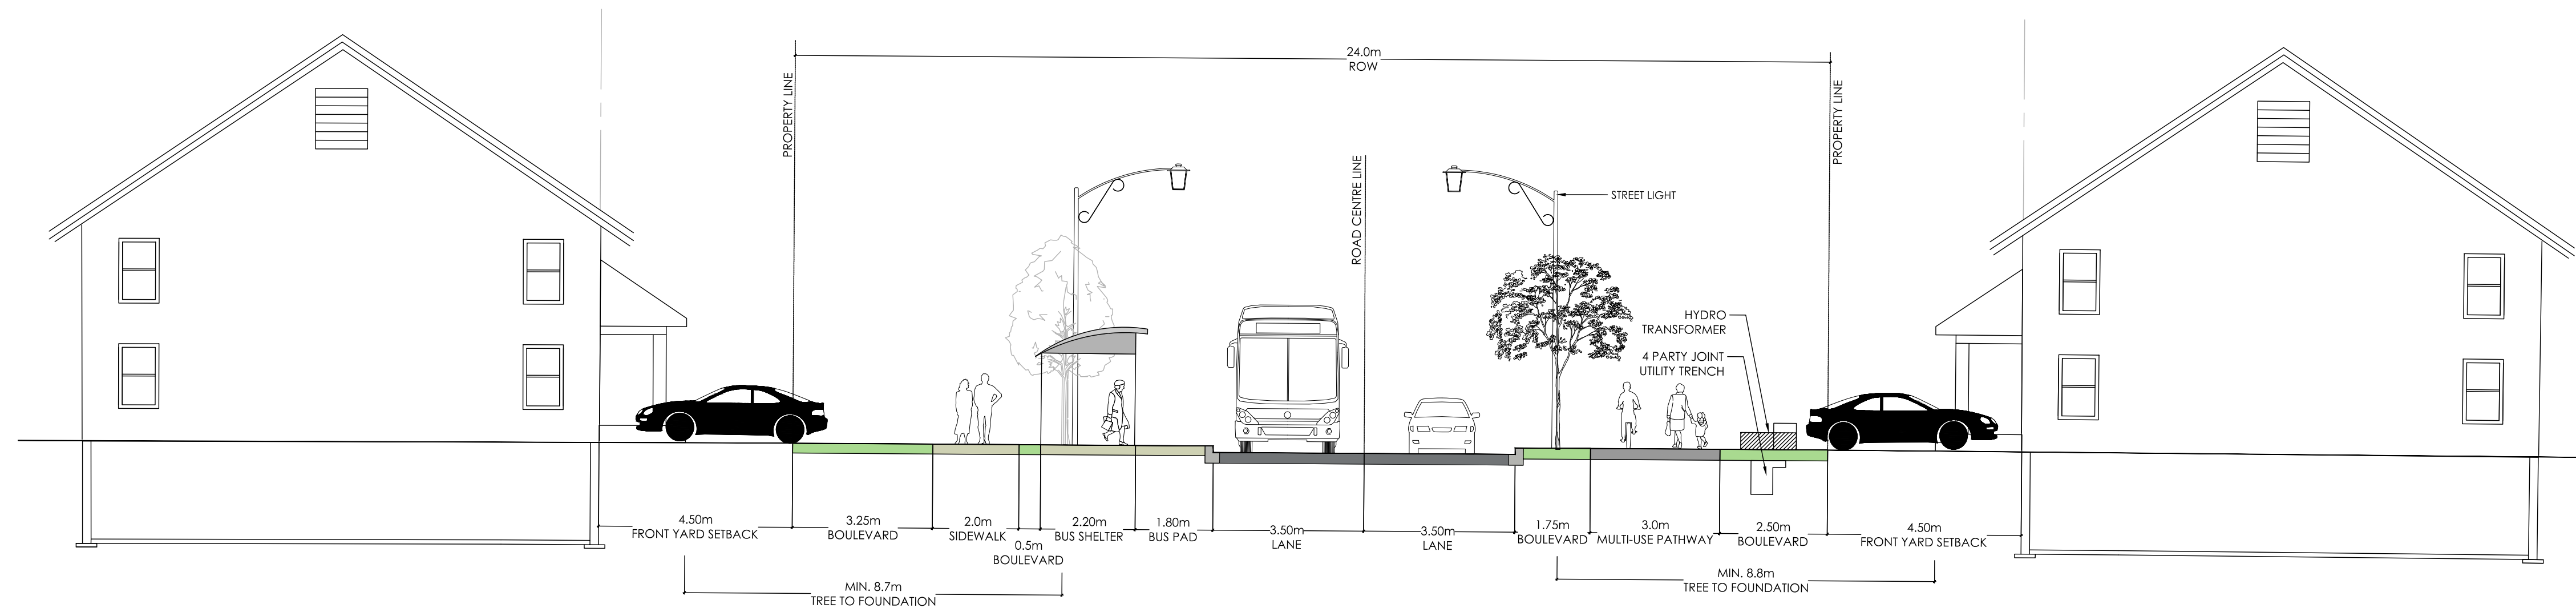 24.0m
ROW
PROPERTY LINE
PROPERTY LINE
ROAD CENTRE LINE
STREET LIGHT
HYDRO
TRANSFORMER
4 PARTY JOINT
UTILITY TRENCH
4.50m
FRONT YARD SETBACK
3.25m
BOULEVARD
2.0m
SIDEWALK
0.5m
BOULEVARD
2.20m
BUS SHELTER
1.80m
BUS PAD
3.50m
LANE
3.50m
LANE
1.75m
BOULEVARD
3.0m
MULTI-USE PATHWAY
2.50m
BOULEVARD
4.50m
FRONT YARD SETBACK
MIN. 8.7m
TREE TO FOUNDATION
MIN. 8.8m
TREE TO FOUNDATION